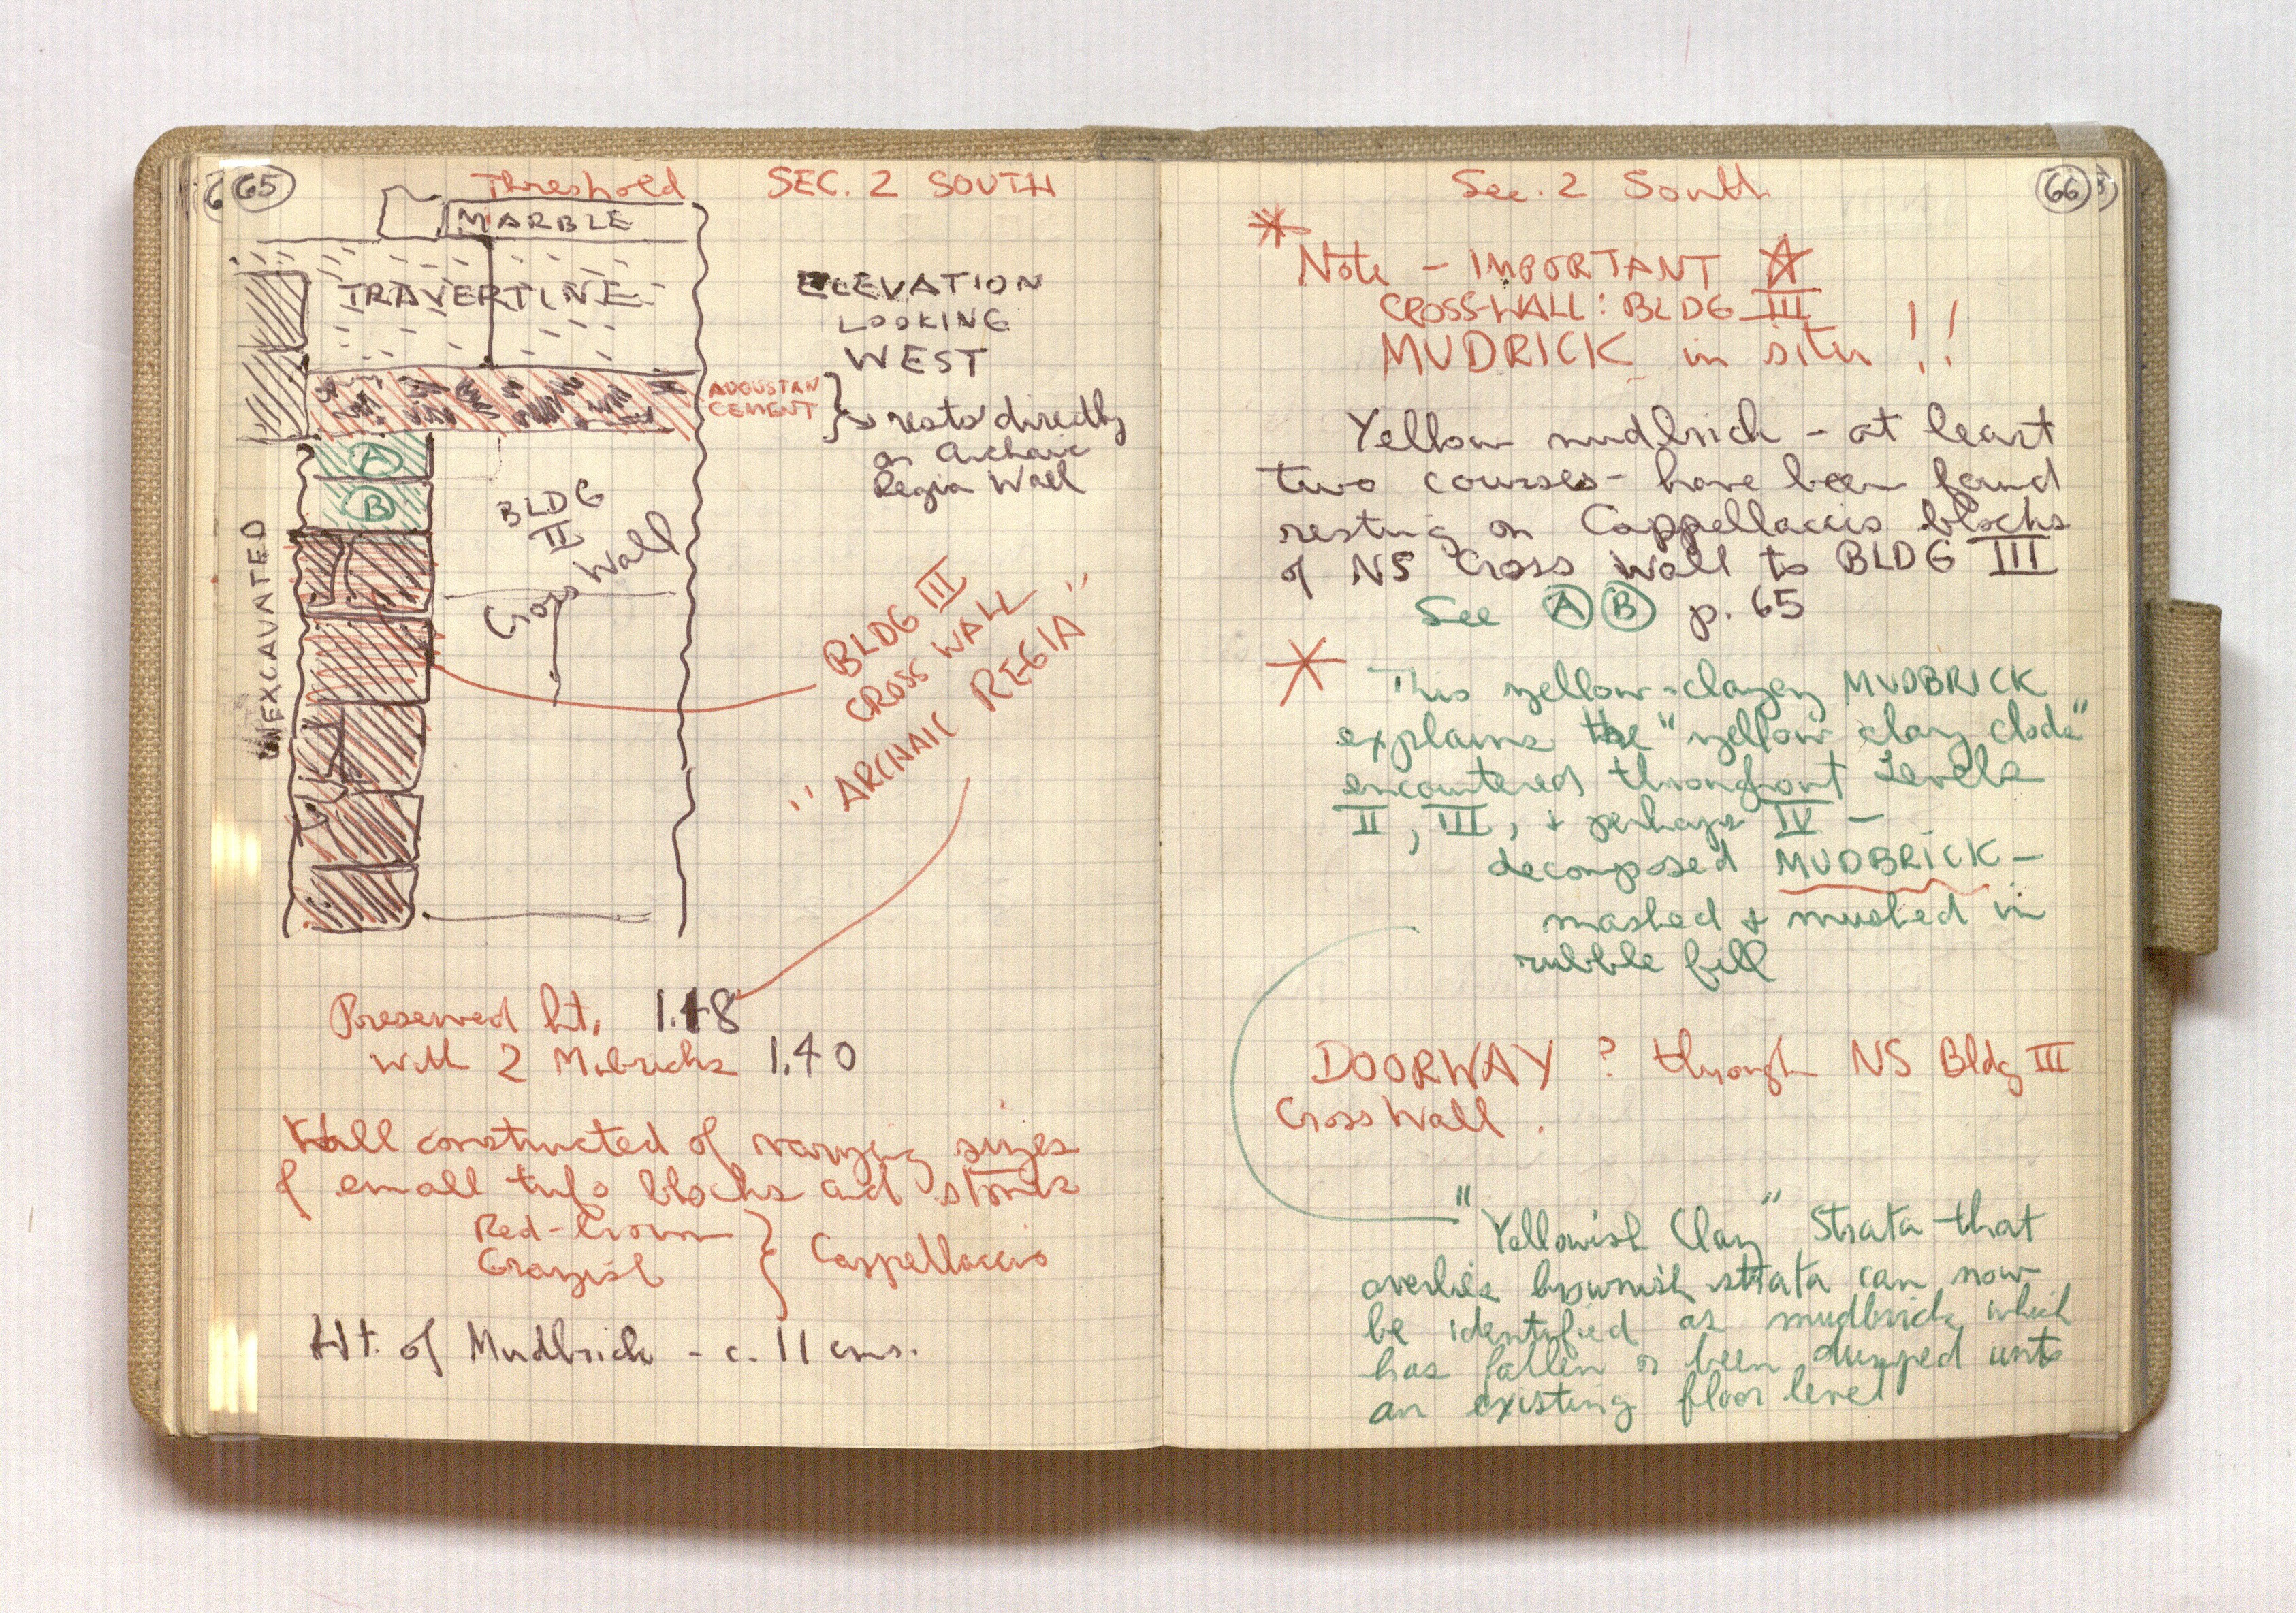 65
Threshold
SEC. 2 SOUTH
MARBLE
TRAVERTINE
ELEVATION
LOOKING
WEST
AUGUSTAN
CEMENT
rests directly
on Archaic
Regia Wall
A
B
UNEXCAVATED
BLDG
II
Cross Wall
BLDG III
CROSS WALL
"ARCHAIC REGIA"
Preserved ht. 1.18
with 2 Mubricks 1.40
Wall constructed of varying sizes
of small tufo blocks and stones
Red-brown
Grayish
Cappellaccio
Ht. of Mudbrick - c. 11 cms.
66
Sec. 2 South
Note - IMPORTANT
CROSS-WALL: BLDG III
MUDRICK in situ !!
Yellow mudbrick - at least
two courses - have been found
resting on Cappellaccio blocks
of NS Cross Wall to BLDG III
See A B p. 65
This yellow-clayey MUDBRICK
explains the "yellow clay clods"
encountered throughout Levels
II, III, + perhaps IV -
decomposed MUDBRICK -
mashed + mushed in
rubble fill
DOORWAY ? through NS Bldg III
Cross Wall.
"Yellowish Clay" Strata that
overlies brownish strata can now
be identified as mudbrick which
has fallen or been dumped unto
an existing floor level